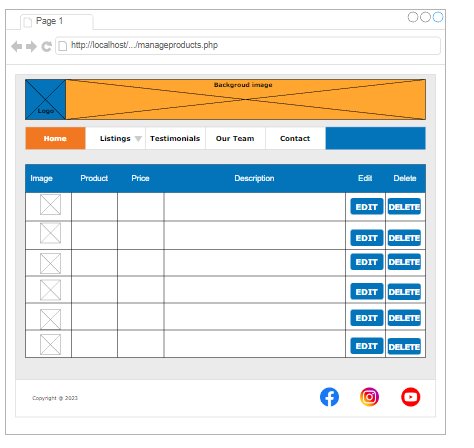 Page 1
http://localhost/.../manageproducts.php
Backgroud image
Logo
Home Listings Testimonials Our Team Contact
Image Product Price Description Edit Delete
EDIT DELETE
EDIT DELETE
EDIT DELETE
EDIT DELETE
EDIT DELETE
EDIT DELETE
Copyright @ 2023